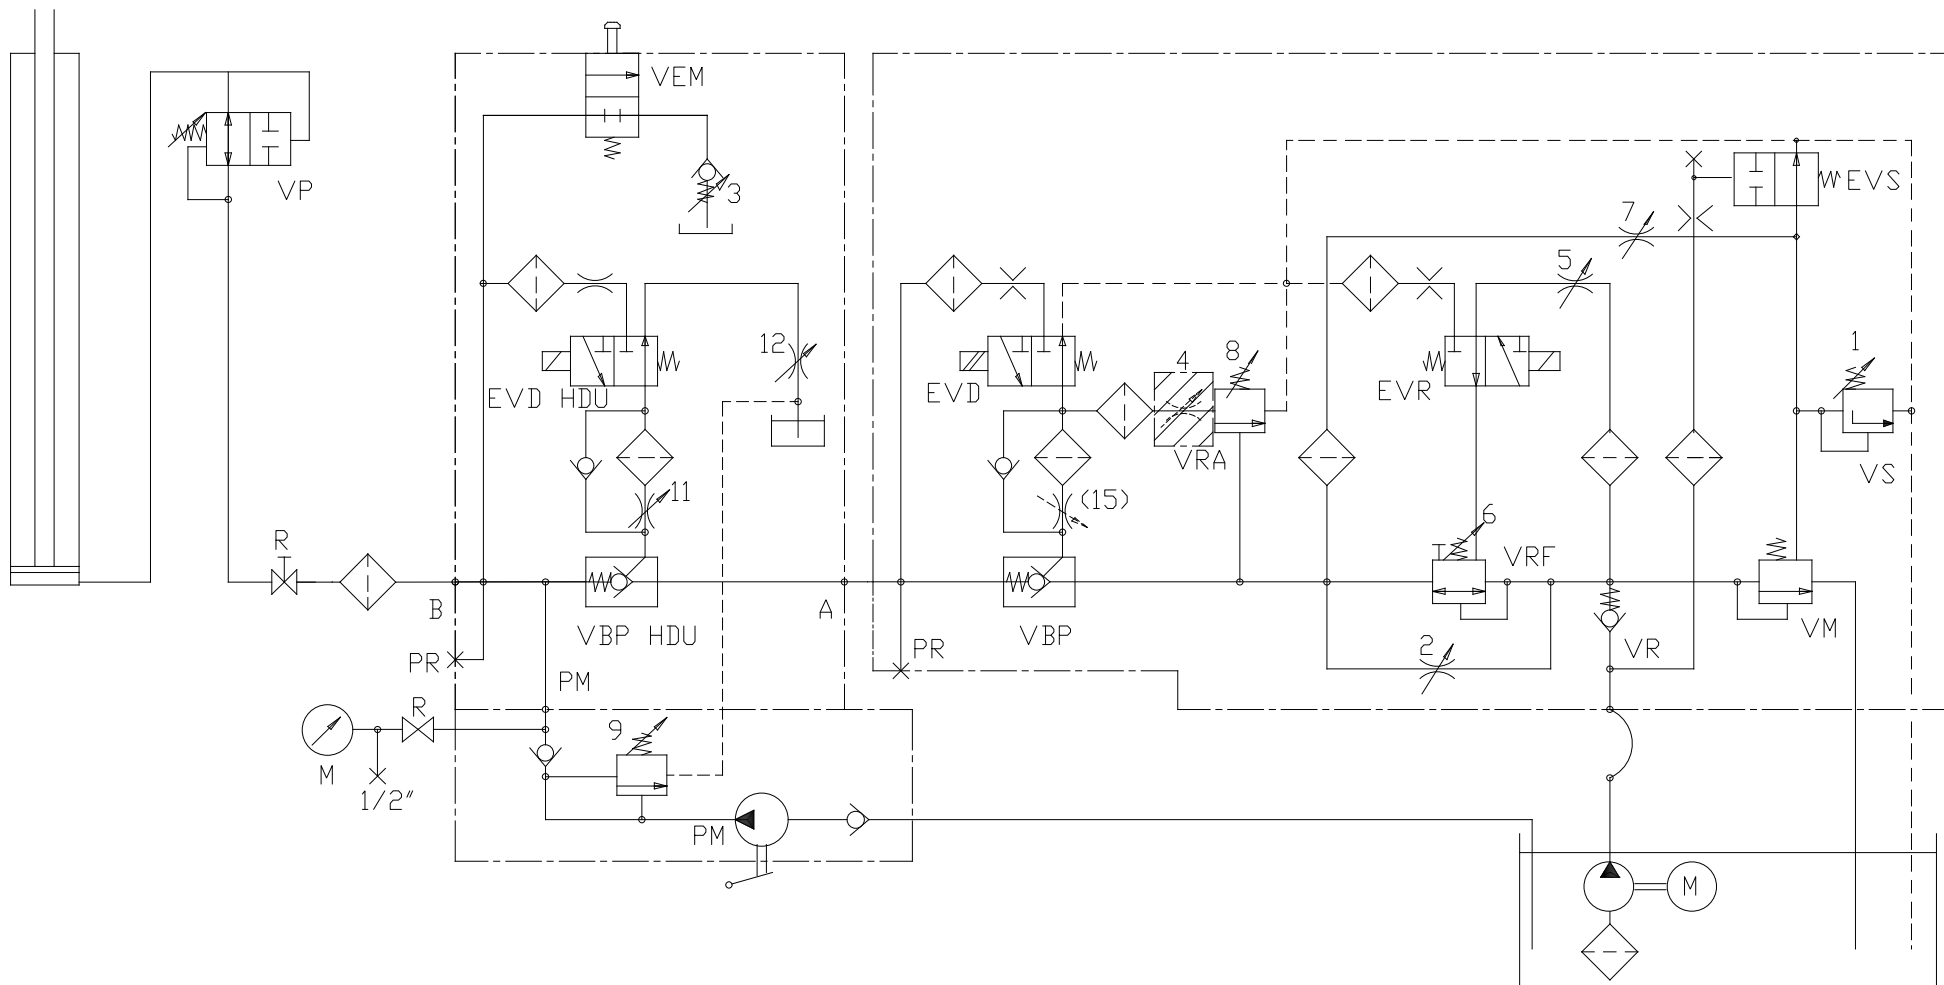 VEM
3
VP
EVS
7
5
12
EVD HDU
EVD
4
8
EVR
1
VRA
VS
11
(15)
6
R
VRF
B
A
VBP HDU
VBP
VM
PR
PM
PR
2
VR
R
M
1/2"
9
PM
M